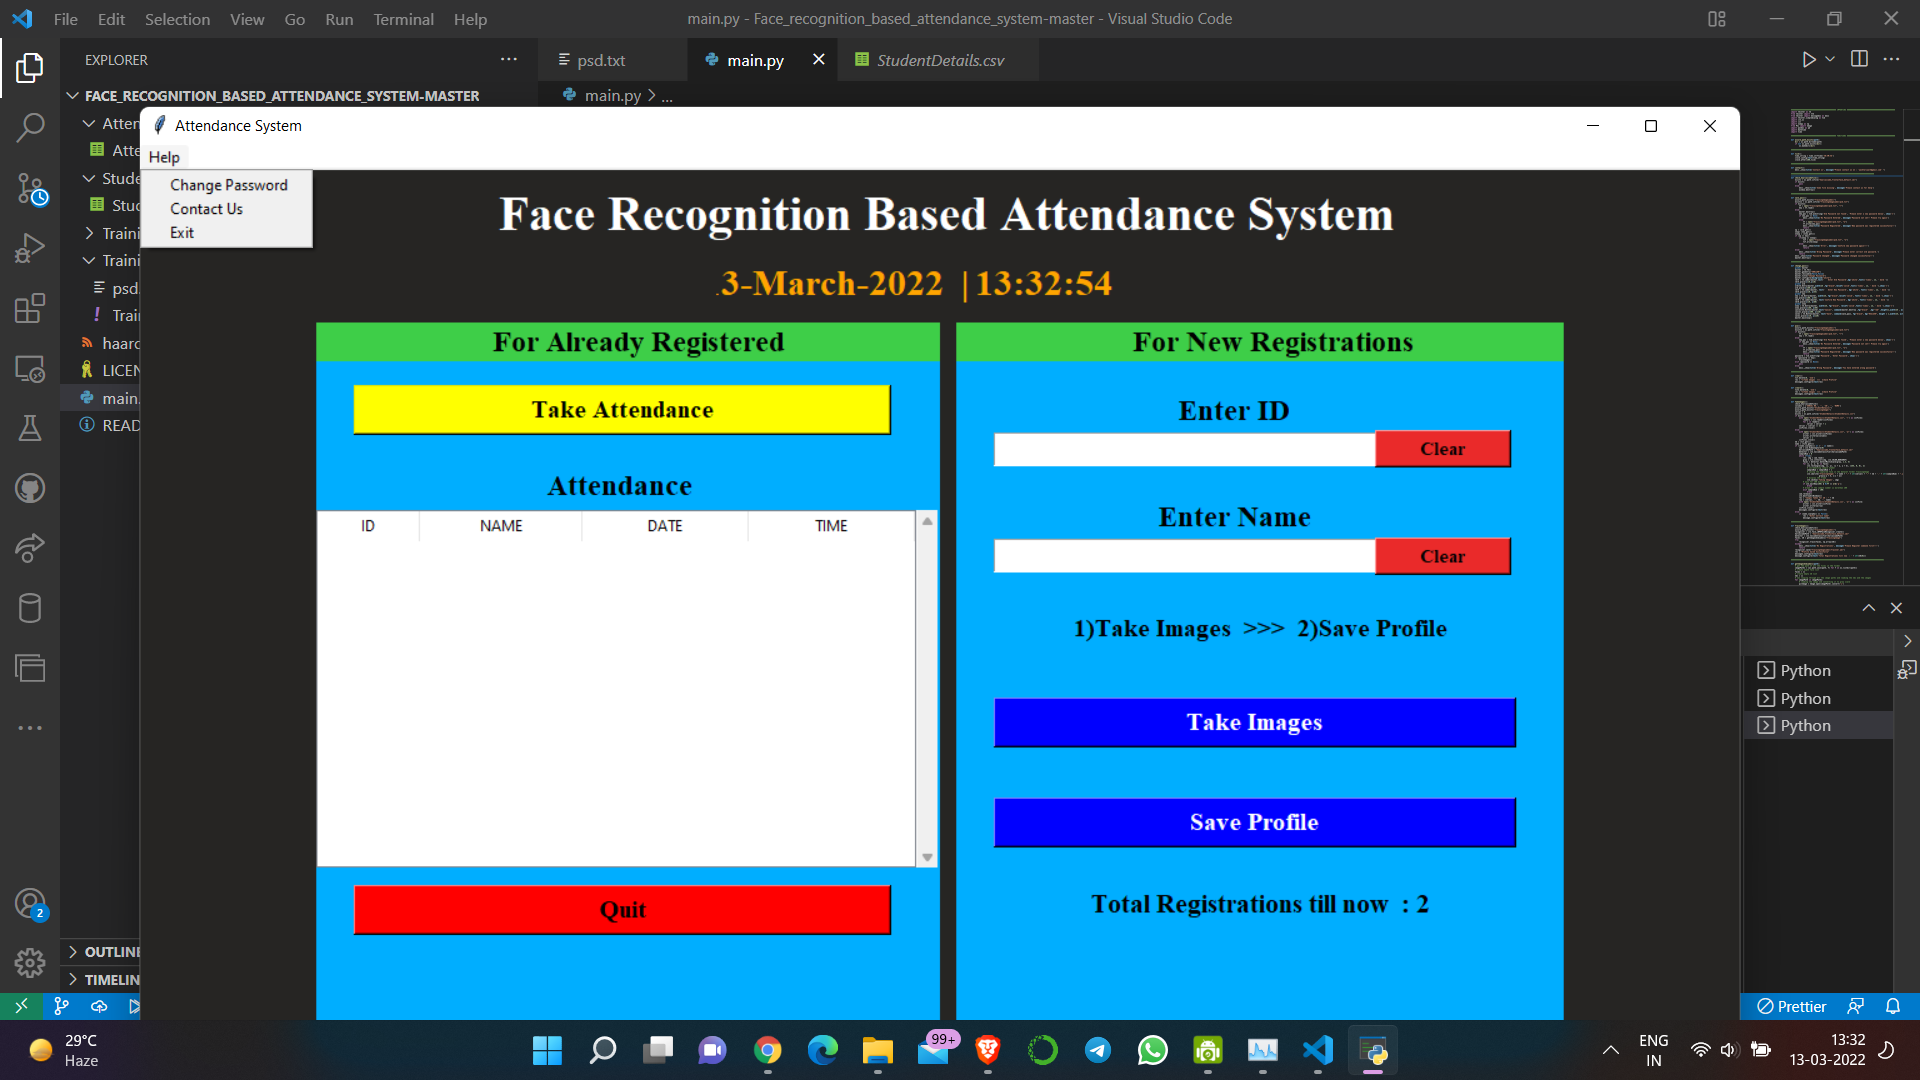 File Edit Selection View Go Run Terminal Help
main.py - Face_recognition_based_attendance_system-master - Visual Studio Code
EXPLORER
psd.txt
main.py
StudentDetails.csv
FACE_RECOGNITION_BASED_ATTENDANCE_SYSTEM-MASTER
main.py > ...
Atten
Atte
Stude
Stuc
Traini
Traini
psd.
Trai
haarc
LICEN
main.
READ
OUTLINE
TIMELIN
Attendance System
Help
Change Password
Contact Us
Exit
Face Recognition Based Attendance System
3-March-2022 | 13:32:54
For Already Registered
Take Attendance
Attendance
ID NAME DATE TIME
Quit
For New Registrations
Enter ID
Clear
Enter Name
Clear
1)Take Images >>> 2)Save Profile
Take Images
Save Profile
Total Registrations till now : 2
Python
Python
Python
2
Prettier
29°C
Haze
99+
ENG
IN
13:32
13-03-2022